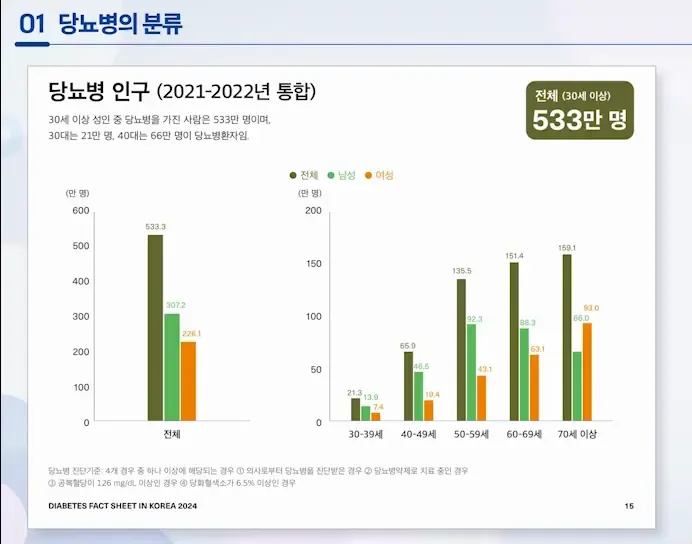 01 당뇨병의 분류
당뇨병 인구 (2021-2022년 통합)
30세 이상 성인 중 당뇨병을 가진 사람은 533만 명이며,
30대는 21만 명, 40대는 66만 명이 당뇨병환자임.
전체 (30세 이상)
533만 명
전체 남성 여성
(만 명)
600
500
400
300
200
100
0
533.3
307.2
226.1
전체
(만 명)
200
150
100
50
0
21.3 13.9 7.4
65.9 46.5 19.4
135.5 92.3 43.1
151.4 88.3 63.1
159.1 66.0 93.0
30-39세 40-49세 50-59세 60-69세 70세 이상
당뇨병 진단기준: 4개 경우 중 하나 이상에 해당되는 경우 ① 의사로부터 당뇨병을 진단받은 경우 ② 당뇨병약제로 치료 중인 경우
③ 공복혈당이 126 mg/dL 이상인 경우 ④ 당화혈색소가 6.5% 이상인 경우
DIABETES FACT SHEET IN KOREA 2024
15